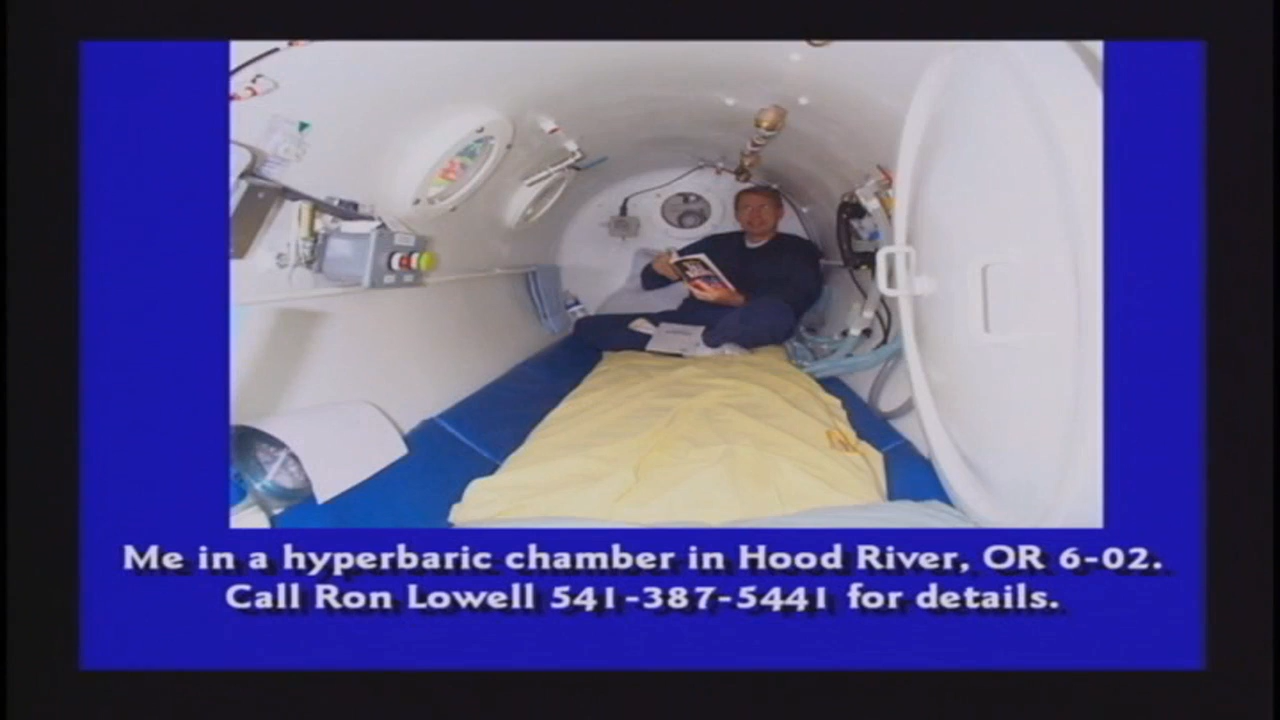 Me in a hyperbaric chamber in Hood River, OR 6-02.
Call Ron Lowell 541-387-5441 for details.